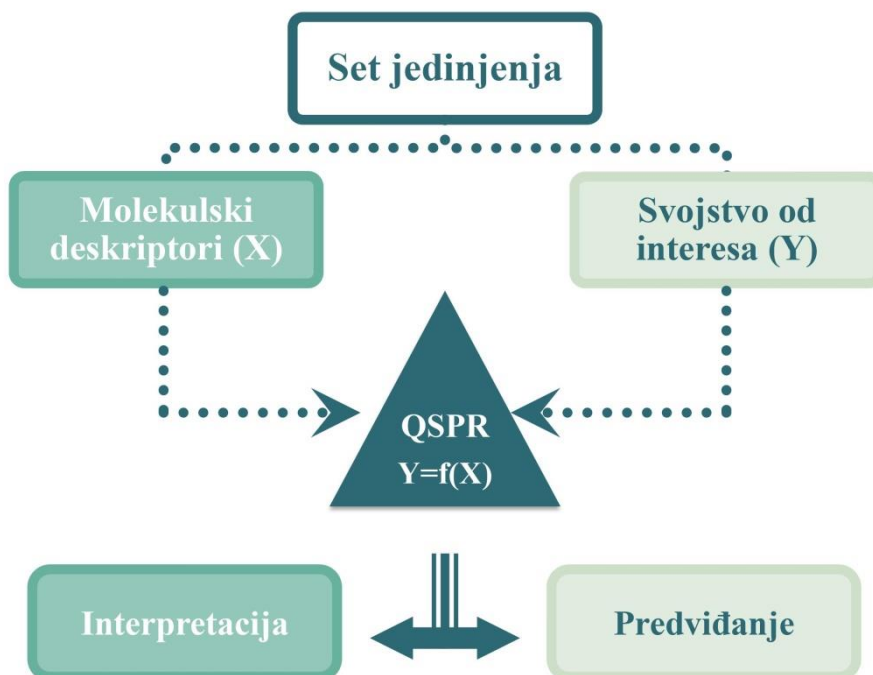 Set jedinjenja
Molekulski
deskriptori (X)
Svojstvo od
interesa (Y)
QSPR
Y=f(X)
Interpretacija
Predviđanje